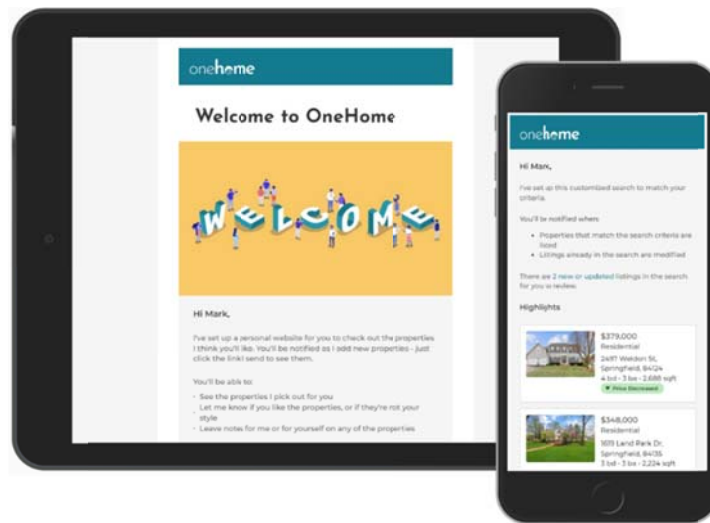 onehome
Welcome to OneHome
WELCOME
Hi Mark,
I've set up a personal website for you to check out the properties
I think you'll like. You'll be notified as I add new properties - just
click the link I send to see them.
You'll be able to:
- See the properties I pick out for you
- Let me know if you like the properties, or if they're not your
style
- Leave notes for me or for yourself on any of the properties
onehome
Hi Mark,
I've set up this customized search to match your
criteria.
You'll be notified when:
• Properties that match the search criteria are
listed
• Listings already in the search are modified
There are 2 new or updated listings in the search
for you to review.
Highlights
$379,000
Residential
2497 Weldon St,
Springfield, 84124
4 bd - 3 ba - 2,688 sqft
▼ Price Decreased
$348,000
Residential
1619 Land Park Dr,
Springfield, 84135
3 bd - 3 ba - 2,224 sqft